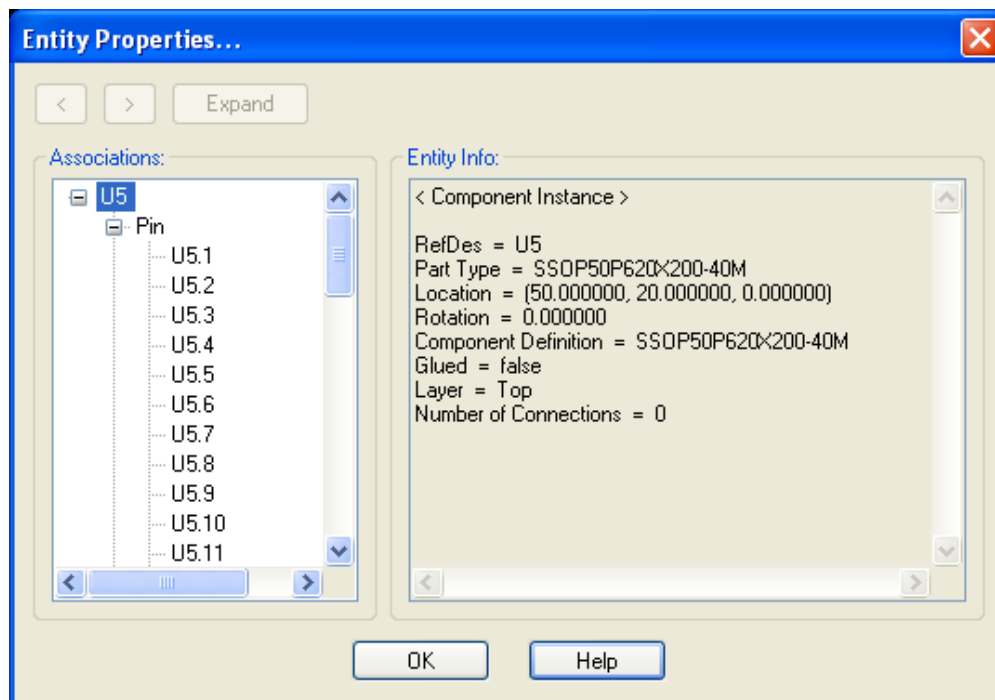 Entity Properties...
< > Expand
Associations:
U5
Pin
U5.1
U5.2
U5.3
U5.4
U5.5
U5.6
U5.7
U5.8
U5.9
U5.10
U5.11
Entity Info:
< Component Instance >
RefDes = U5
Part Type = SSOP50P620X200-40M
Location = (50.000000, 20.000000, 0.000000)
Rotation = 0.000000
Component Definition = SSOP50P620X200-40M
Glued = false
Layer = Top
Number of Connections = 0
OK Help